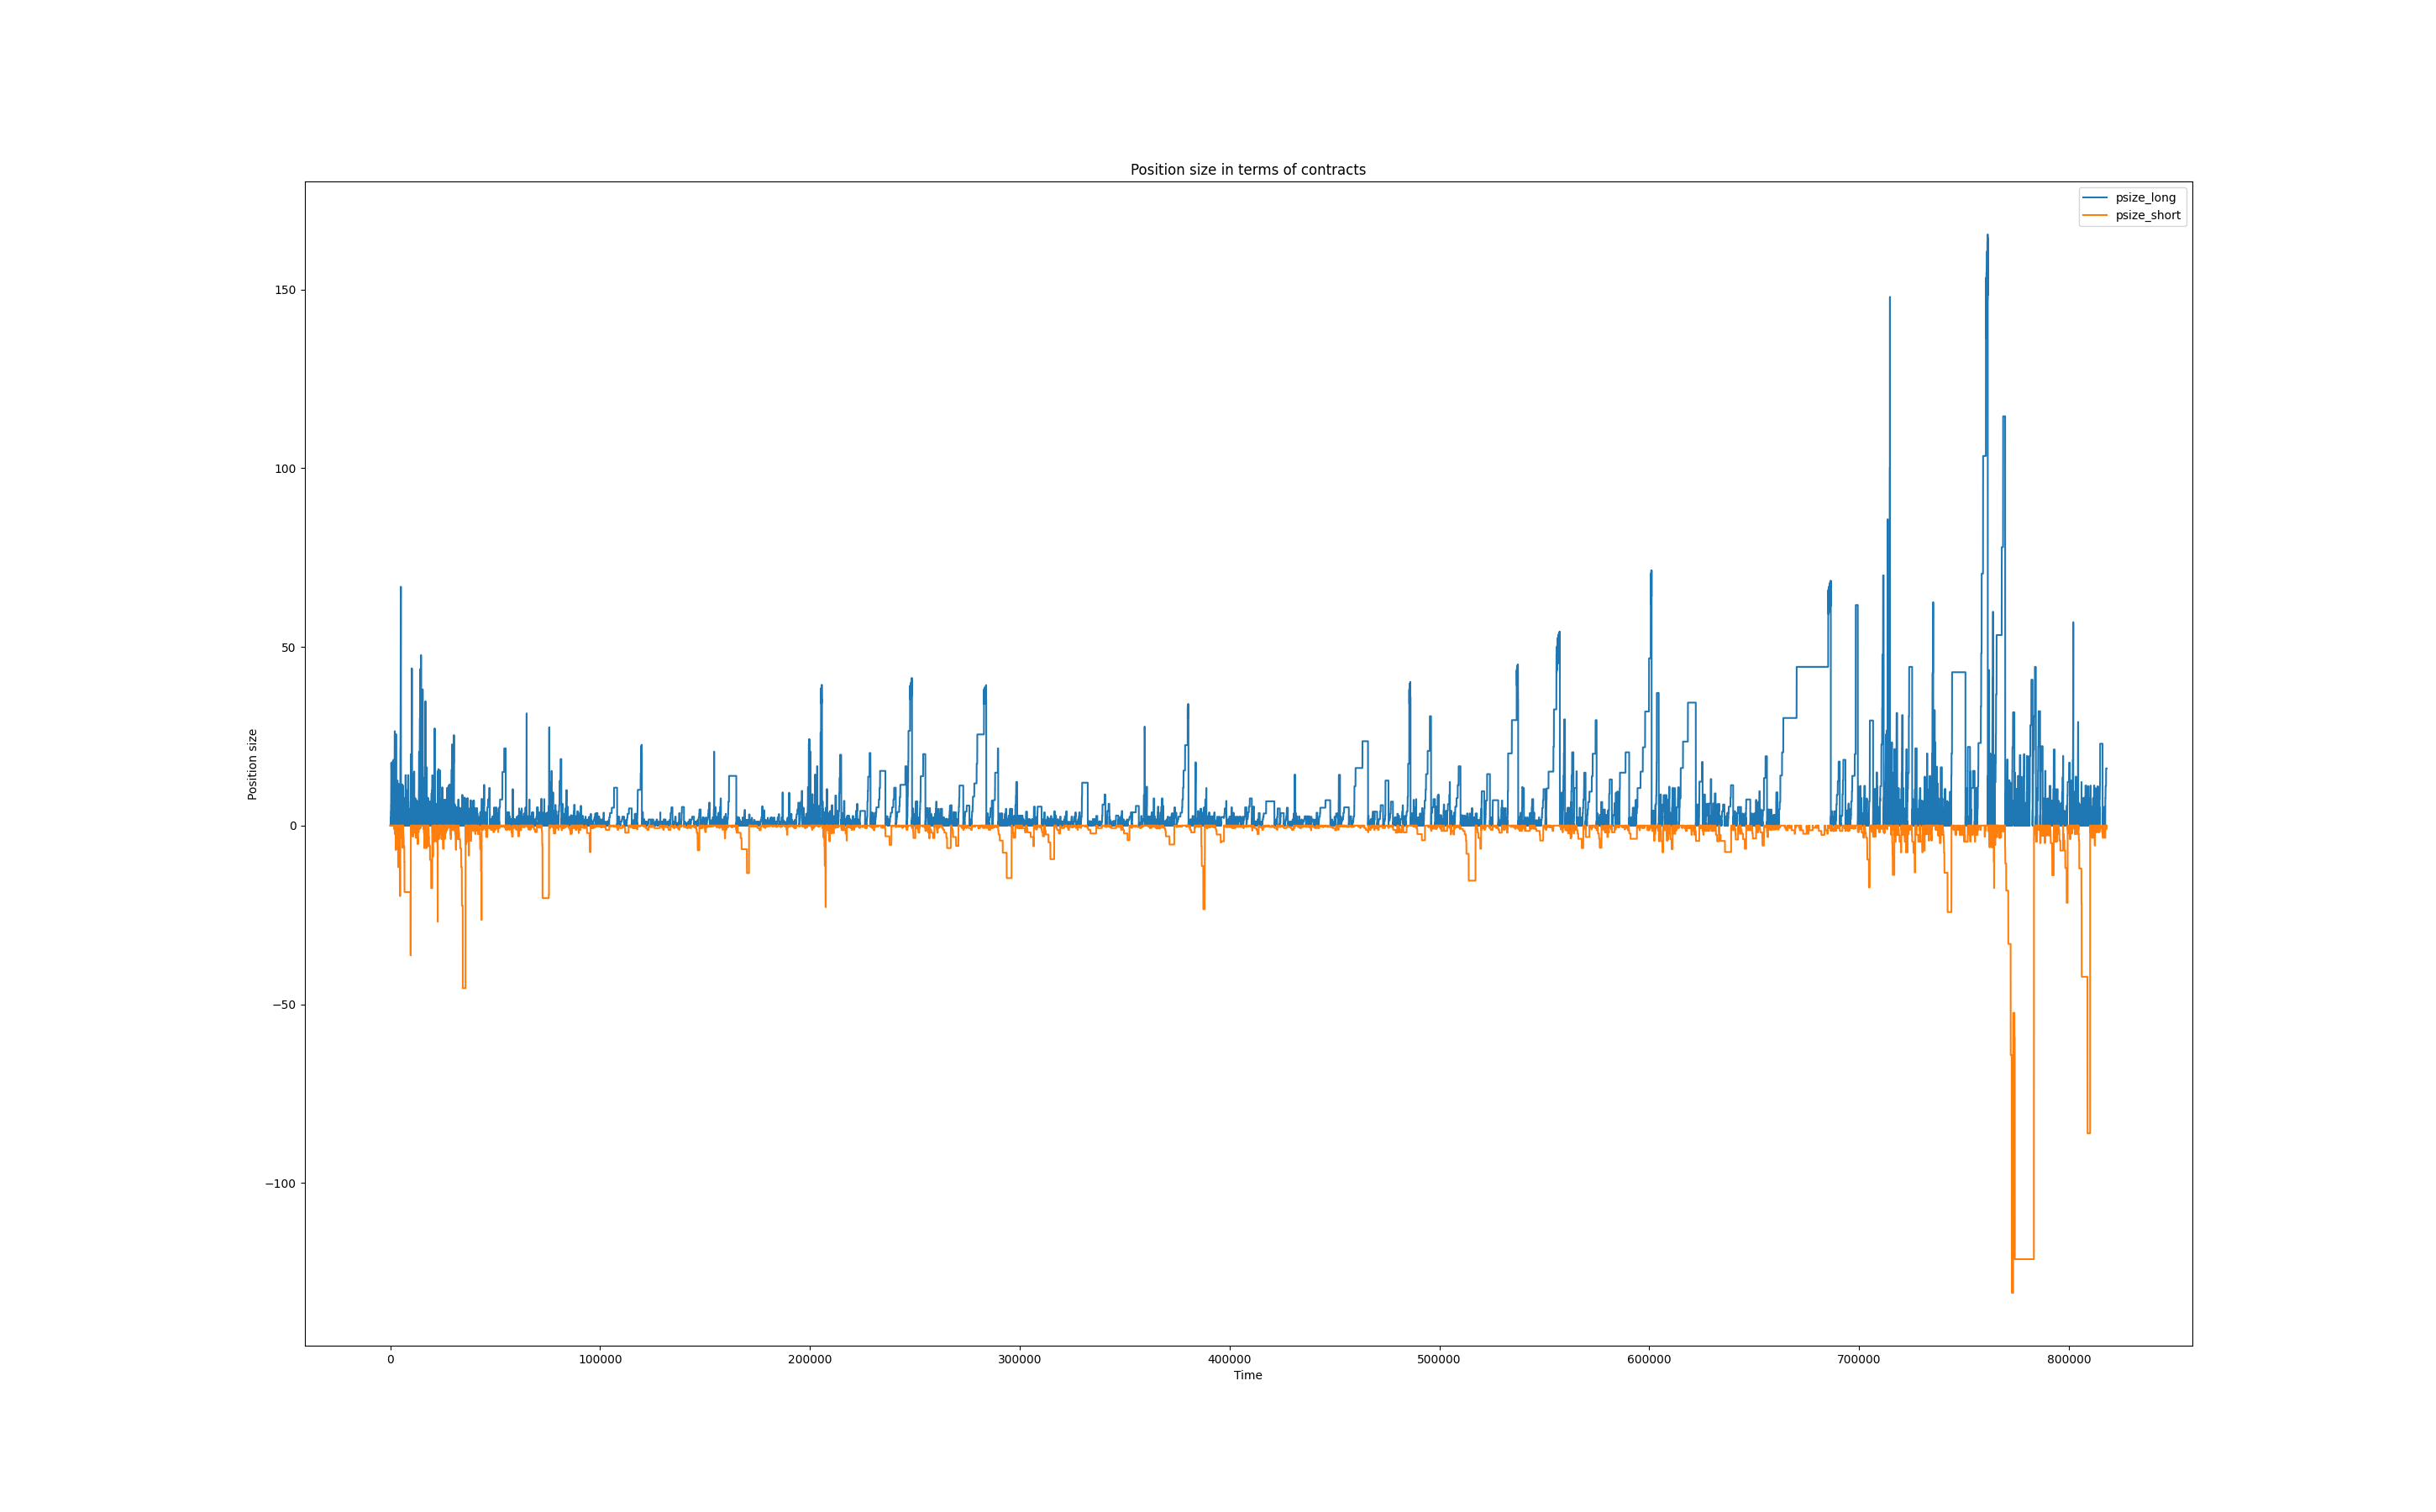 Position size in terms of contracts
psize_long
psize_short
150
100
50
0
−50
−100
Position size
0 100000 200000 300000 400000 500000 600000 700000 800000
Time